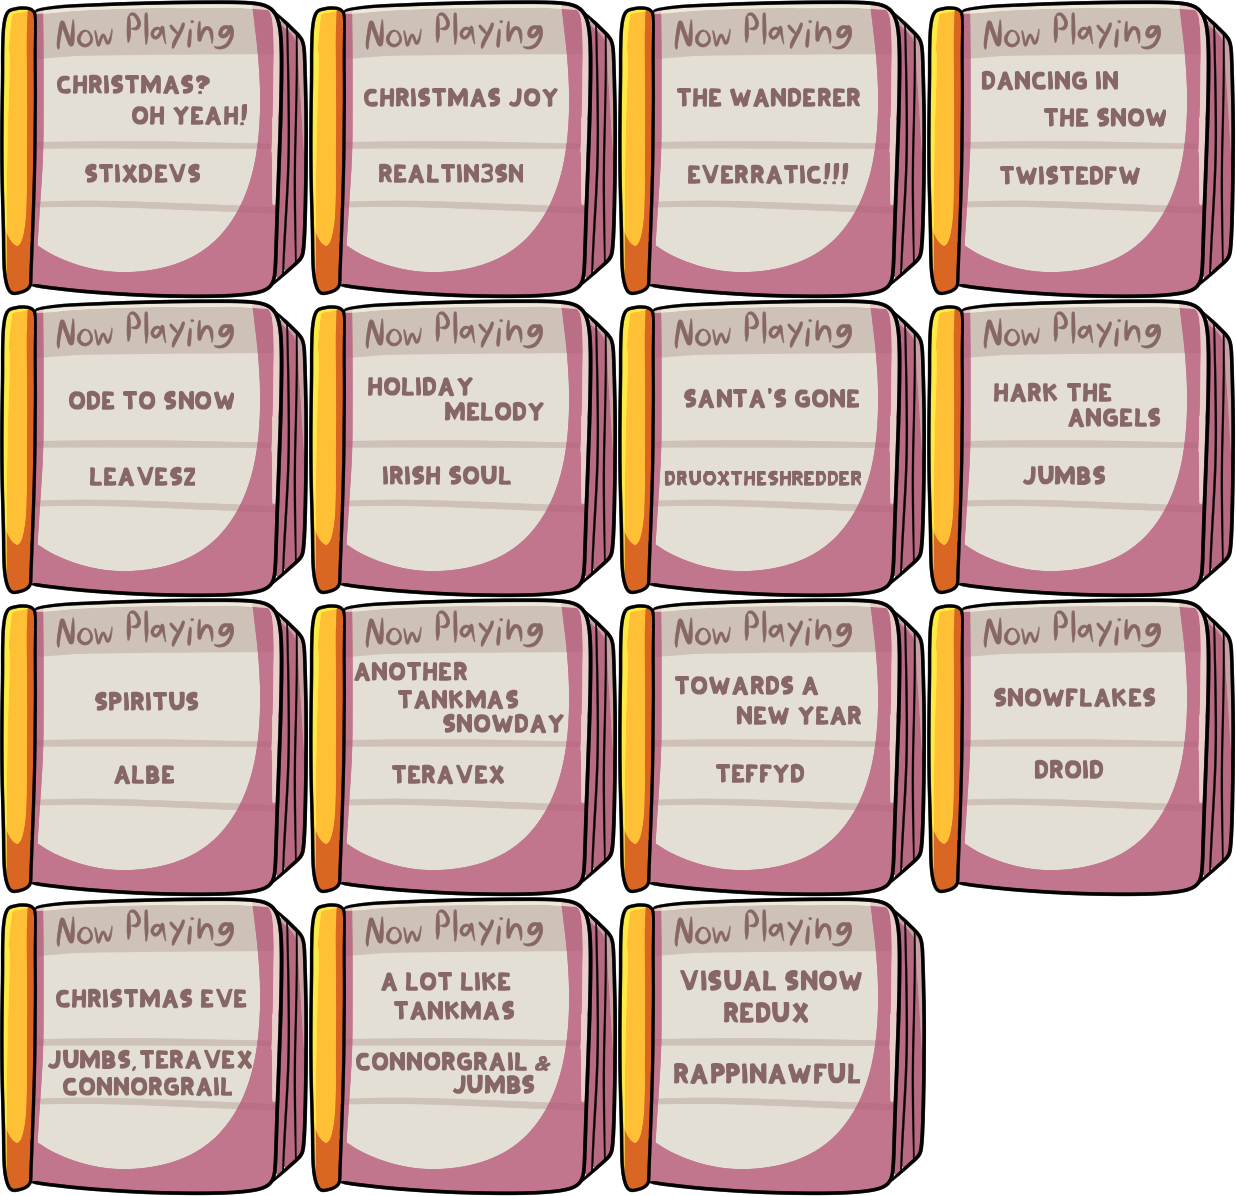 Now Playing
CHRISTMAS?
OH YEAH!
STIXDEVS
Now Playing
CHRISTMAS JOY
REALTIN3SN
Now Playing
THE WANDERER
EVERRATIC!!!
Now Playing
DANCING IN
THE SNOW
TWISTEDFW
Now Playing
ODE TO SNOW
LEAVESZ
Now Playing
HOLIDAY
MELODY
IRISH SOUL
Now Playing
SANTA'S GONE
DRUOXTHESHREDDER
Now Playing
HARK THE
ANGELS
JUMBS
Now Playing
SPIRITUS
ALBE
Now Playing
ANOTHER
TANKMAS
SNOWDAY
TERAVEX
Now Playing
TOWARDS A
NEW YEAR
TEFFYD
Now Playing
SNOWFLAKES
DROID
Now Playing
CHRISTMAS EVE
JUMBS, TERAVEX
CONNORGRAIL
Now Playing
A LOT LIKE
TANKMAS
CONNORGRAIL &
JUMBS
Now Playing
VISUAL SNOW
REDUX
RAPPINAWFUL